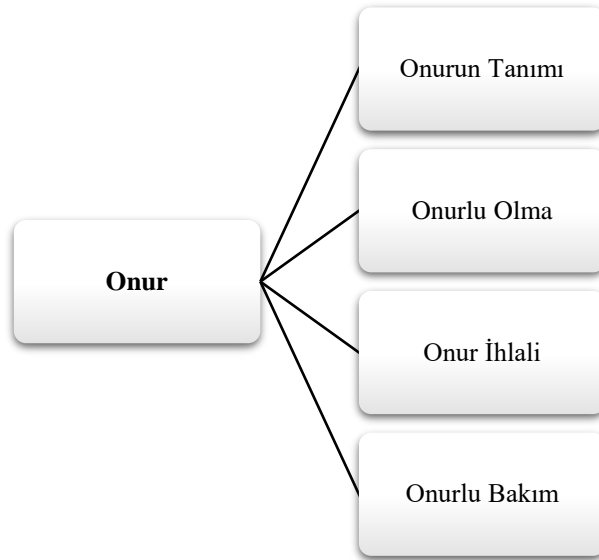 Onur
Onurun Tanımı
Onurlu Olma
Onur İhlali
Onurlu Bakım